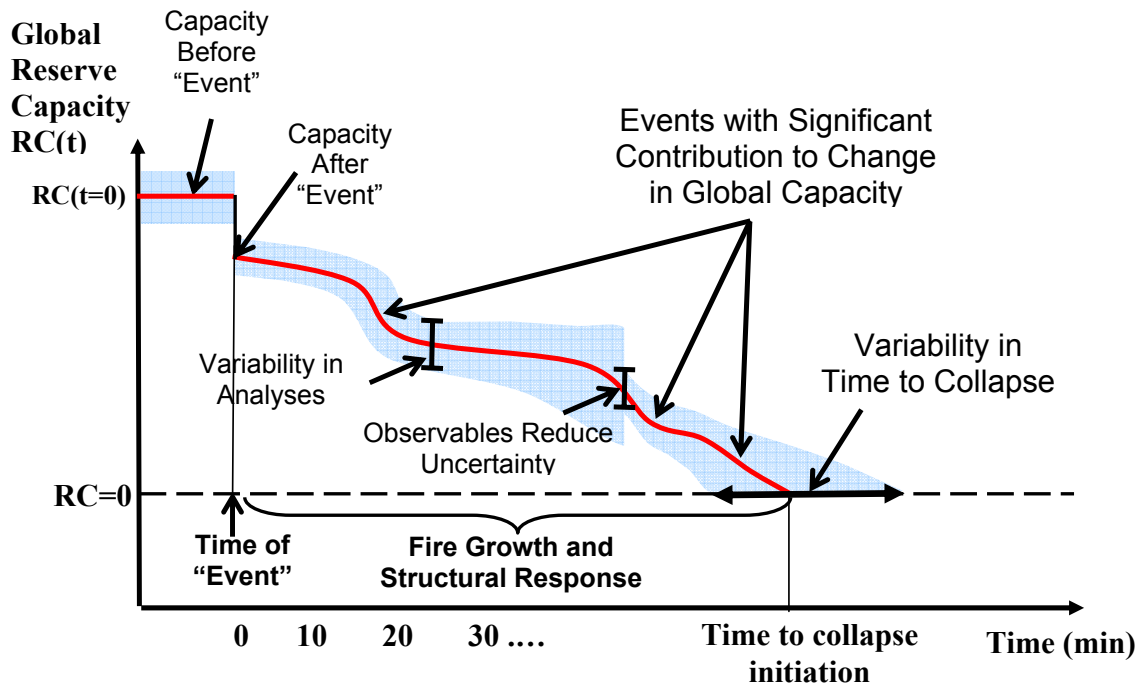 Global
Reserve
Capacity
RC(t)
Capacity
Before
“Event”
Capacity
After
“Event”
Events with Significant
Contribution to Change
in Global Capacity
RC(t=0)
Variability in
Analyses
Variability in
Time to Collapse
Observables Reduce
Uncertainty
RC=0
Time of
“Event”
Fire Growth and
Structural Response
0 10 20 30 ....
Time to collapse
initiation
Time (min)